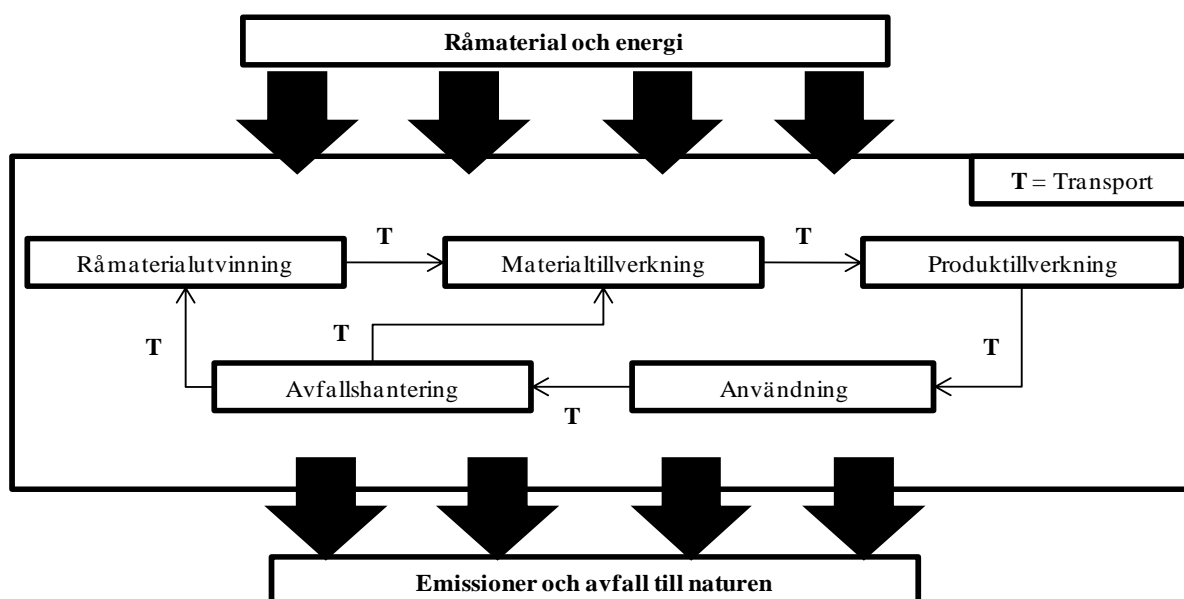 Råmaterial och energi
T = Transport
T
T
Råmaterialutvinning
Materialtillverkning
Produktillverkning
T
T
T
Avfallshantering
Användning
T
Emissioner och avfall till naturen